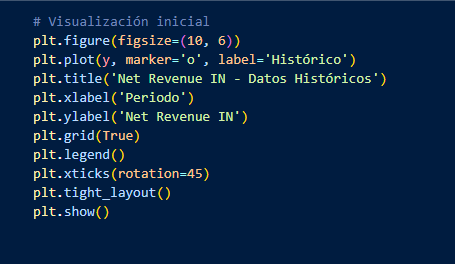 # Visualización inicial
plt.figure(figsize=(10, 6))
plt.plot(y, marker='o', label='Histórico')
plt.title('Net Revenue IN - Datos Históricos')
plt.xlabel('Periodo')
plt.ylabel('Net Revenue IN')
plt.grid(True)
plt.legend()
plt.xticks(rotation=45)
plt.tight_layout()
plt.show()